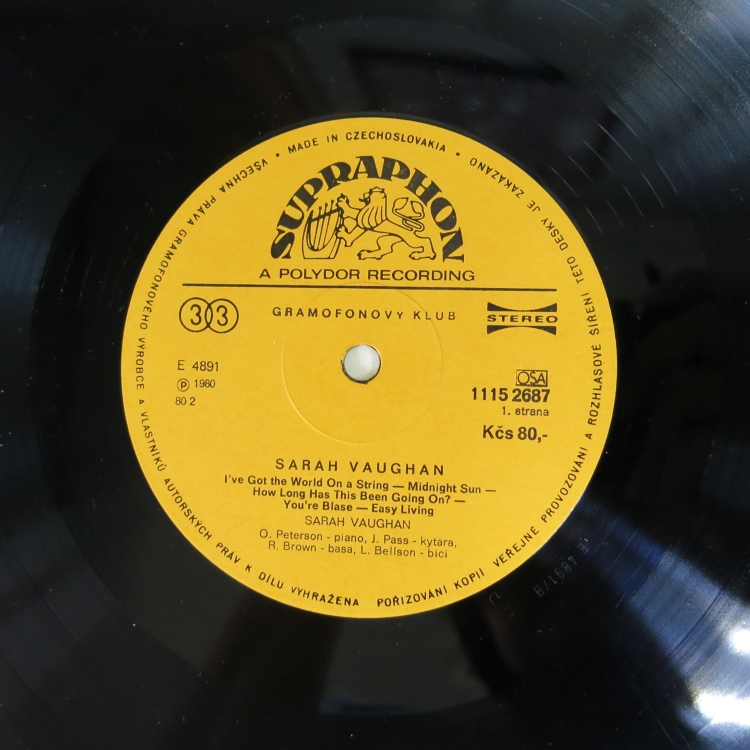 VŠECHNA PRÁVA GRAMOFONOVÉHO VÝROBCE A VLASTNÍKŮ AUTORSKÝCH PRÁV K DÍLU VYHRAŽENA
POŘIZOVÁNÍ KOPIÍ VEŘEJNÉ PROVOZOVÁNÍ A ROZHLASOVÉ ŠÍŘENÍ TÉTO DESKY JE ZAKÁZÁNO
• MADE IN CZECHOSLOVAKIA •
SUPRAPHON
A POLYDOR RECORDING
33 GRAMOFONOVÝ KLUB STEREO
E 4891
Ⓟ 1980
80 2
OSA
1115 2687
1. strana
Kčs 80,-
SARAH VAUGHAN
I've Got the World On a String — Midnight Sun —
How Long Has This Been Going On? —
You're Blase — Easy Living
SARAH VAUGHAN
O. Peterson - piano, J. Pass - kytara,
R. Brown - basa, L. Bellson - bicí